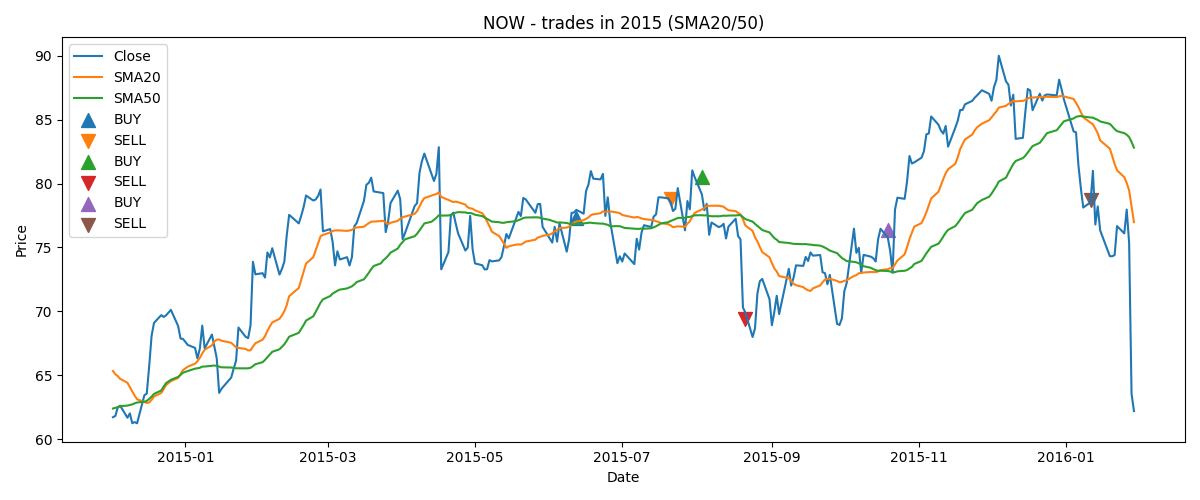 NOW - trades in 2015 (SMA20/50)
Close
SMA20
SMA50
BUY
SELL
BUY
SELL
BUY
SELL
Price
90
85
80
75
70
65
60
2015-01
2015-03
2015-05
2015-07
2015-09
2015-11
2016-01
Date